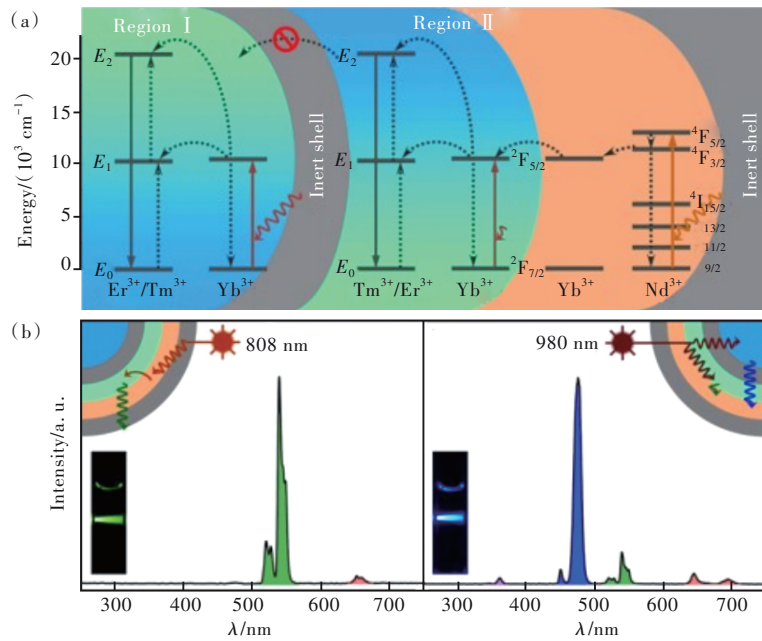 (a)
Region Ⅰ
Region Ⅱ
Energy/(10³ cm⁻¹)
20
15
10
5
0
E₂
E₁
E₀
Er³⁺/Tm³⁺
Yb³⁺
Inert shell
E₂
E₁
E₀
Tm³⁺/Er³⁺
Yb³⁺
²F₅/₂
²F₇/₂
Yb³⁺
Nd³⁺
⁴F₅/₂
⁴F₃/₂
⁴I₁₅/₂
13/2
11/2
9/2
Inert shell
(b)
808 nm
980 nm
Intensity/a. u.
300 400 500 600 700
300 400 500 600 700
λ/nm
λ/nm